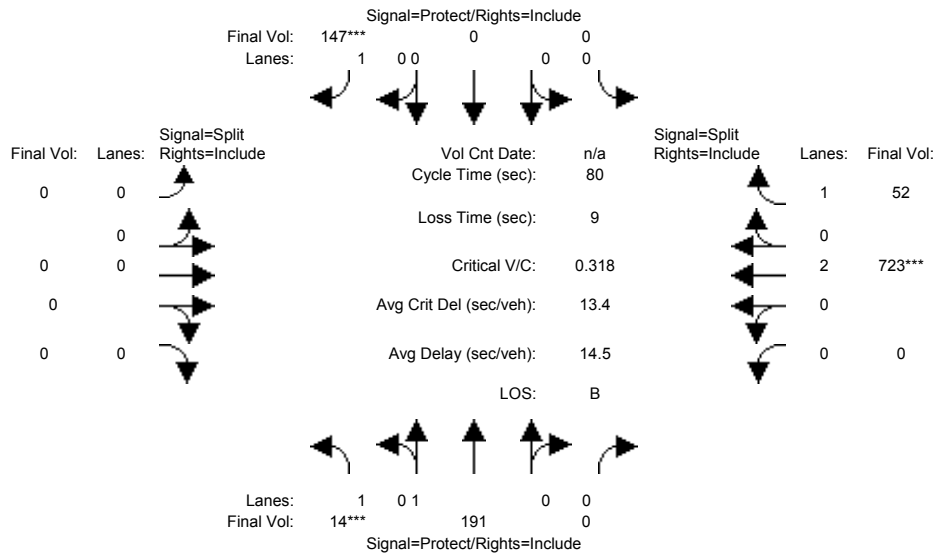 Signal=Protect/Rights=Include
Final Vol: 147*** 0 0
Lanes: 1 0 0 0 0
Signal=Split Signal=Split
Final Vol: Lanes: Rights=Include Vol Cnt Date: n/a Rights=Include Lanes: Final Vol:
Cycle Time (sec): 80
0 0 1 52
Loss Time (sec): 9
0 0
0 0 Critical V/C: 0.318 2 723***
0 Avg Crit Del (sec/veh): 13.4 0
0 0 Avg Delay (sec/veh): 14.5 0 0
LOS: B
Lanes: 1 0 1 0 0
Final Vol: 14*** 191 0
Signal=Protect/Rights=Include